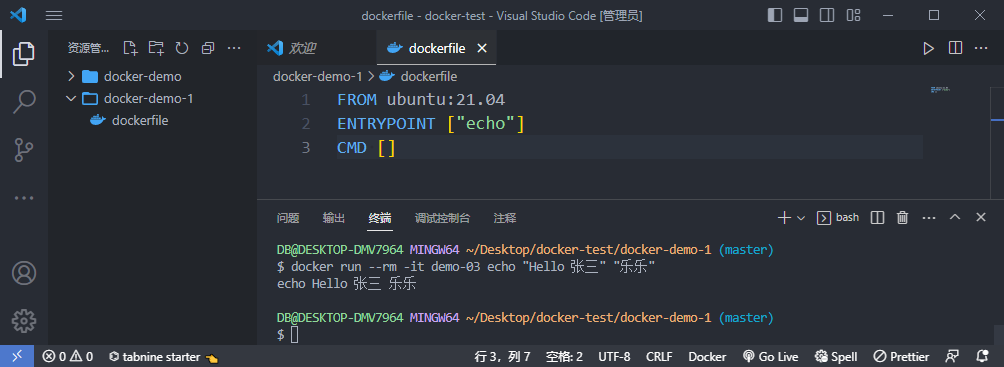 dockerfile - docker-test - Visual Studio Code [管理员]
资源管...
docker-demo
docker-demo-1
dockerfile
欢迎
dockerfile
docker-demo-1 > dockerfile
1 FROM ubuntu:21.04
2 ENTRYPOINT ["echo"]
3 CMD []
问题 输出 终端 调试控制台 注释
bash
DB@DESKTOP-DMV7964 MINGW64 ~/Desktop/docker-test/docker-demo-1 (master)
$ docker run --rm -it demo-03 echo "Hello 张三" "乐乐"
echo Hello 张三 乐乐
DB@DESKTOP-DMV7964 MINGW64 ~/Desktop/docker-test/docker-demo-1 (master)
$
0 0 tabnine starter 行 3，列 7 空格: 2 UTF-8 CRLF Docker Go Live Spell Prettier